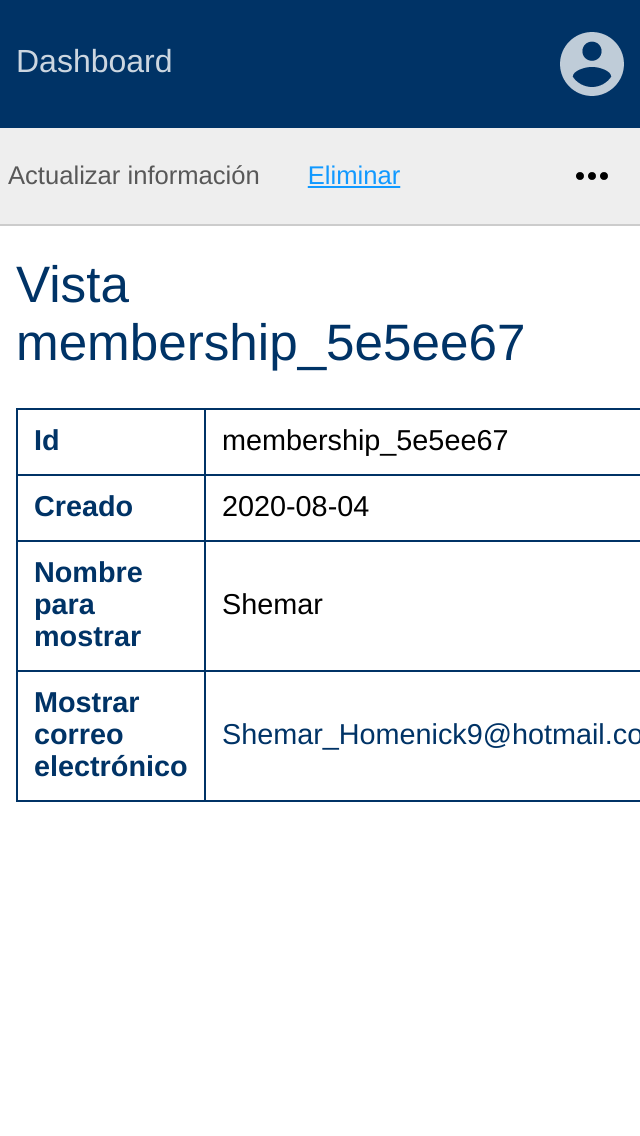 Dashboard
Actualizar información Eliminar •••
Vista
membership_5e5ee67
Id membership_5e5ee67
Creado 2020-08-04
Nombre
para
mostrar
Shemar
Mostrar
correo
electrónico
Shemar_Homenick9@hotmail.co